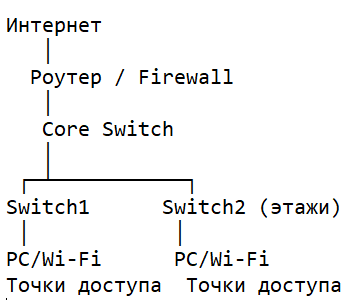 Интернет
Роутер / Firewall
Core Switch
Switch1 Switch2 (этажи)
PC/Wi-Fi PC/Wi-Fi
Точки доступа Точки доступа